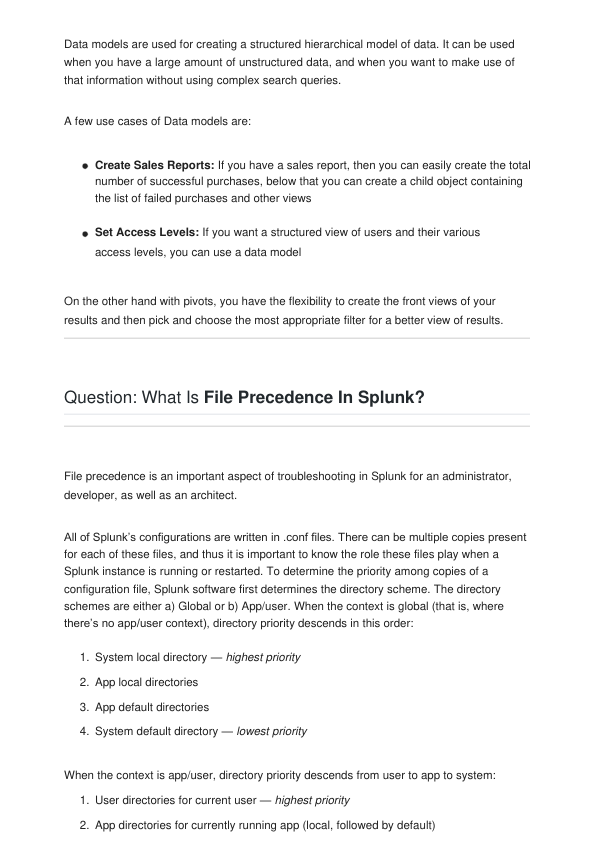 Data models are used for creating a structured hierarchical model of data. It can be used
when you have a large amount of unstructured data, and when you want to make use of
that information without using complex search queries.
A few use cases of Data models are:
● Create Sales Reports: If you have a sales report, then you can easily create the total
number of successful purchases, below that you can create a child object containing
the list of failed purchases and other views
● Set Access Levels: If you want a structured view of users and their various
access levels, you can use a data model
On the other hand with pivots, you have the flexibility to create the front views of your
results and then pick and choose the most appropriate filter for a better view of results.
Question: What Is File Precedence In Splunk?
File precedence is an important aspect of troubleshooting in Splunk for an administrator,
developer, as well as an architect.
All of Splunk’s configurations are written in .conf files. There can be multiple copies present
for each of these files, and thus it is important to know the role these files play when a
Splunk instance is running or restarted. To determine the priority among copies of a
configuration file, Splunk software first determines the directory scheme. The directory
schemes are either a) Global or b) App/user. When the context is global (that is, where
there’s no app/user context), directory priority descends in this order:
1. System local directory — highest priority
2. App local directories
3. App default directories
4. System default directory — lowest priority
When the context is app/user, directory priority descends from user to app to system:
1. User directories for current user — highest priority
2. App directories for currently running app (local, followed by default)